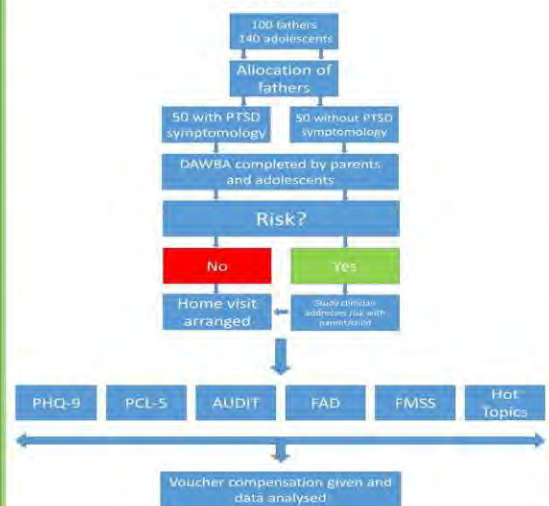 100 fathers
140 adolescents
Allocation of
fathers
50 with PTSD
symptomology
50 without PTSD
symptomology
DAWBA completed by parents
and adolescents
Risk?
No
Yes
Home visit
arranged
Study clinician
addresses risk with
parent/child
PHQ-9
PCL-5
AUDIT
FAD
FMSS
Hot
Topics
Voucher compensation given and
data analysed